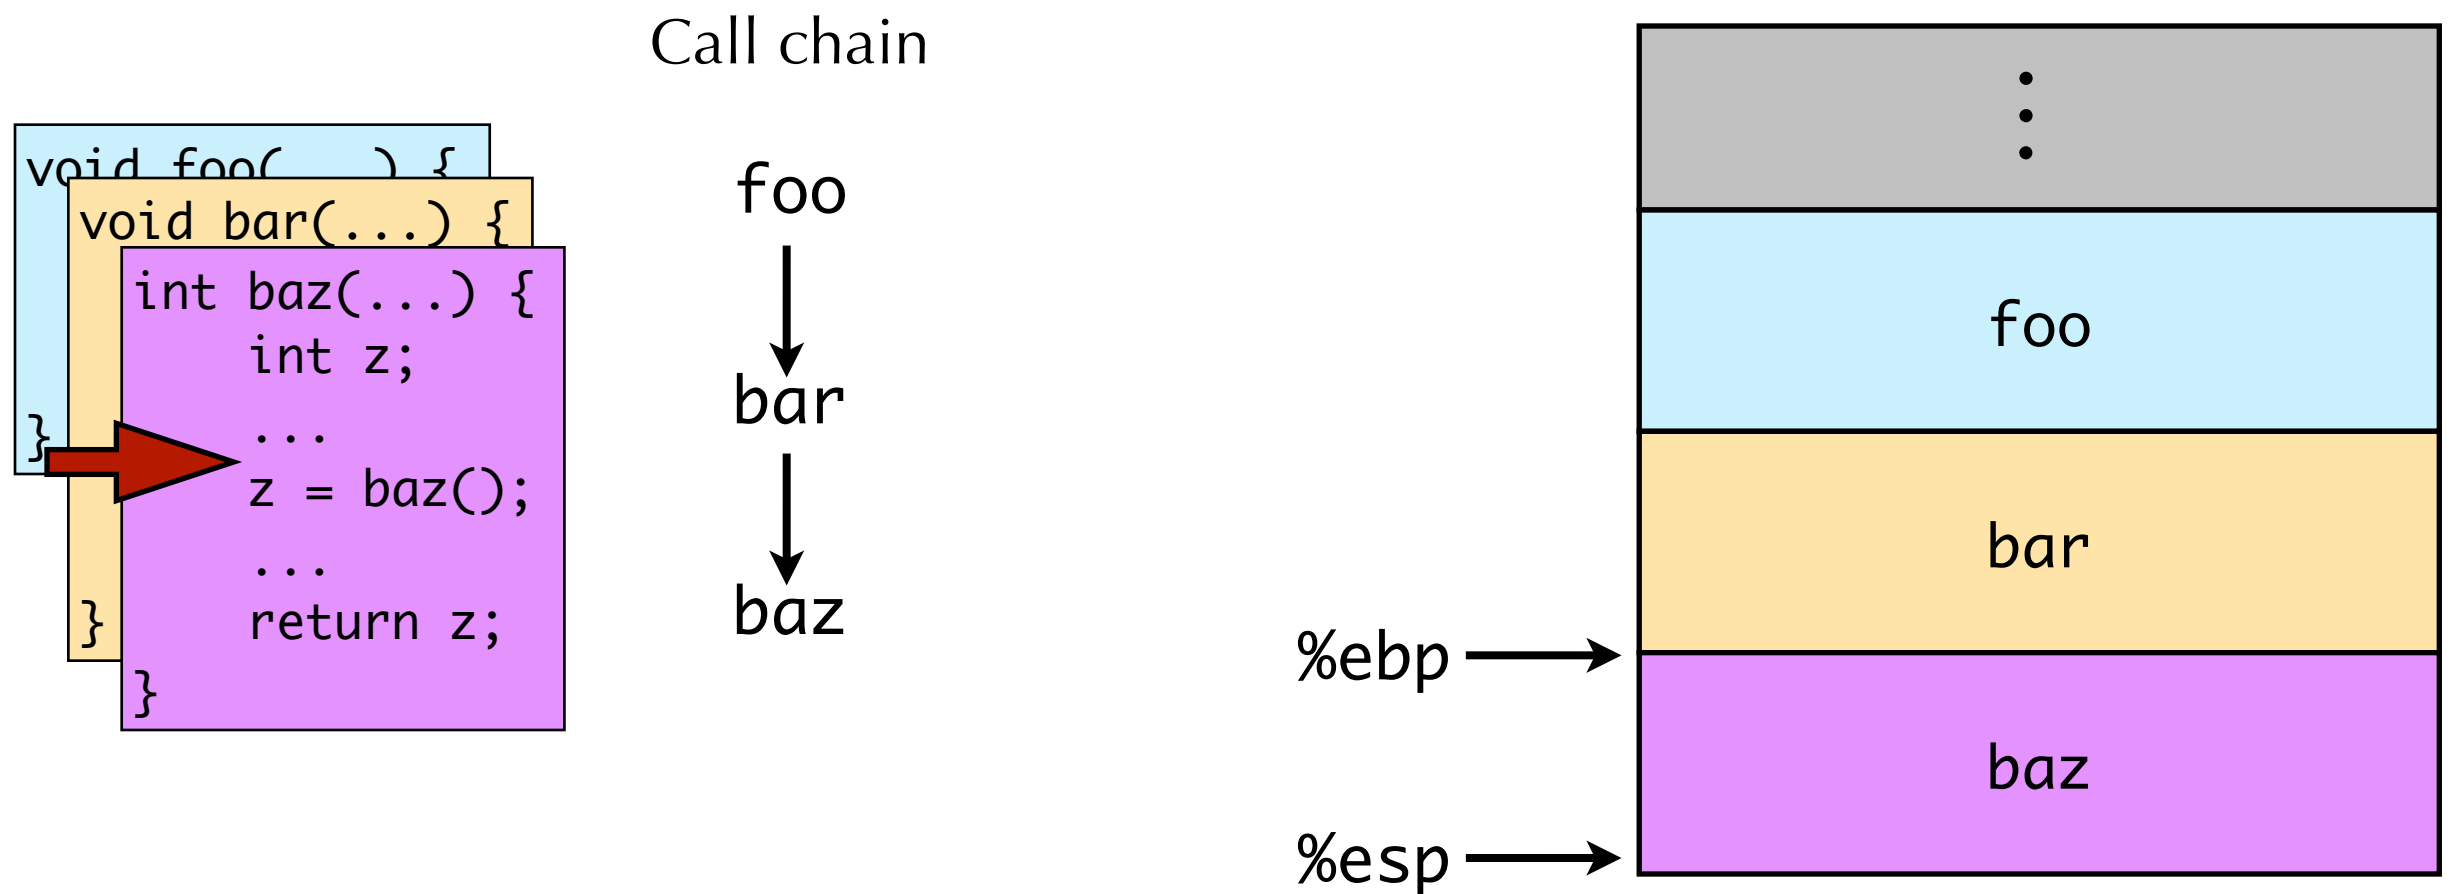 Call chain
void foo(...) {
}
void bar(...) {
}
int baz(...) {
int z;
...
z = baz();
...
return z;
}
foo
bar
baz
foo
bar
baz
%ebp
%esp